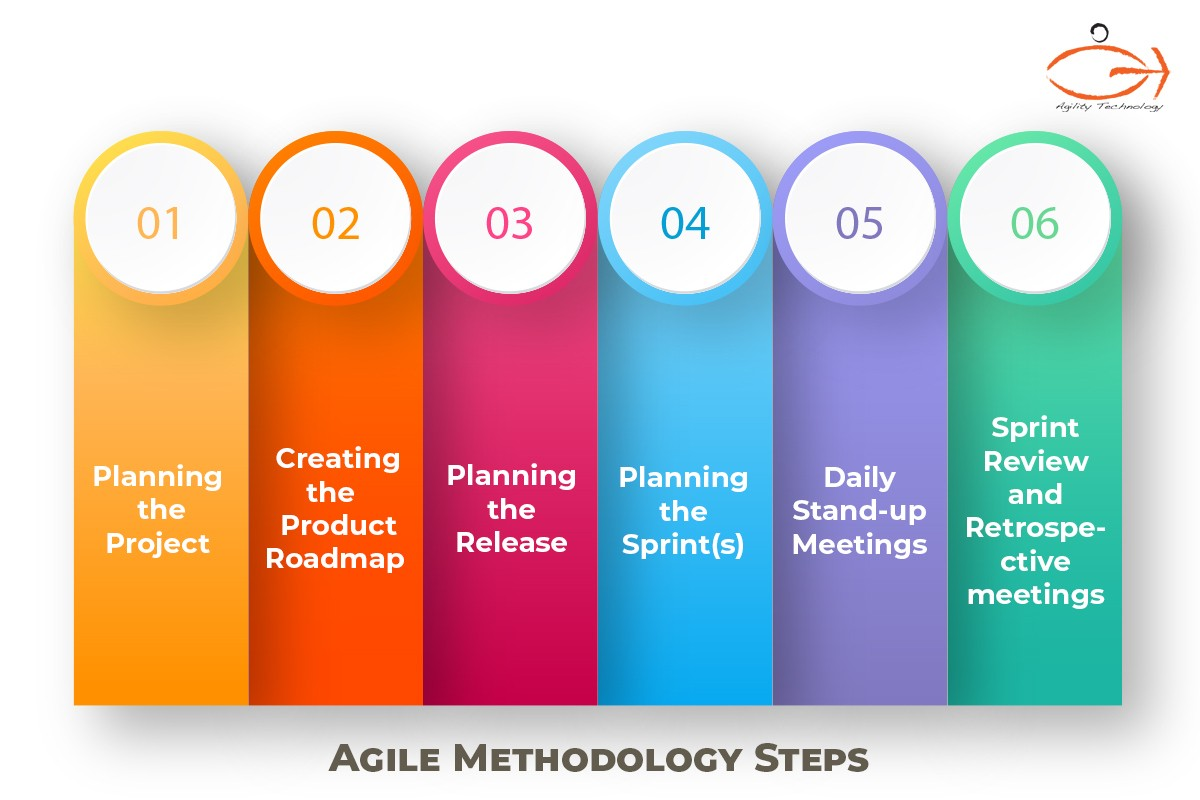 Agility Technology
01
02
03
04
05
06
Planning
the
Project
Creating
the
Product
Roadmap
Planning
the
Release
Planning
the
Sprint(s)
Daily
Stand-up
Meetings
Sprint
Review
and
Retrospe-
ctive
meetings
Agile Methodology Steps